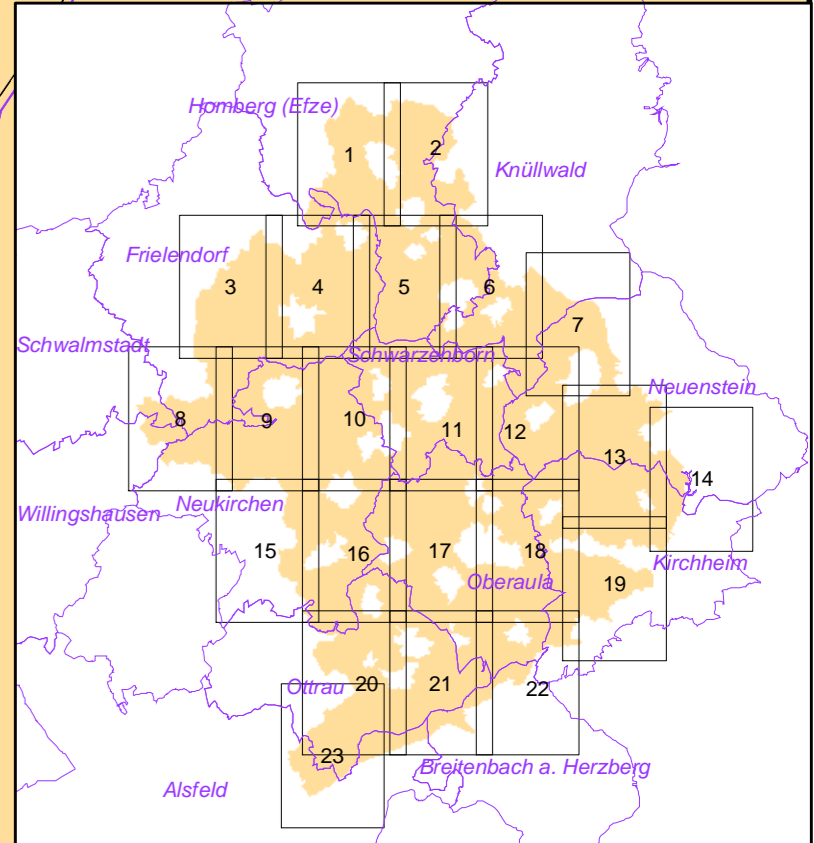 Homberg (Efze)
1
2
Knüllwald
Frielendorf
3
4
5
6
7
Schwalmstadt
Schwarzenborn
Neuenstein
8
9
10
11
12
13
14
Willingshausen
Neukirchen
15
16
17
18
Kirchheim
Oberaula
19
Ottrau
20
21
22
23
Breitenbach a. Herzberg
Alsfeld